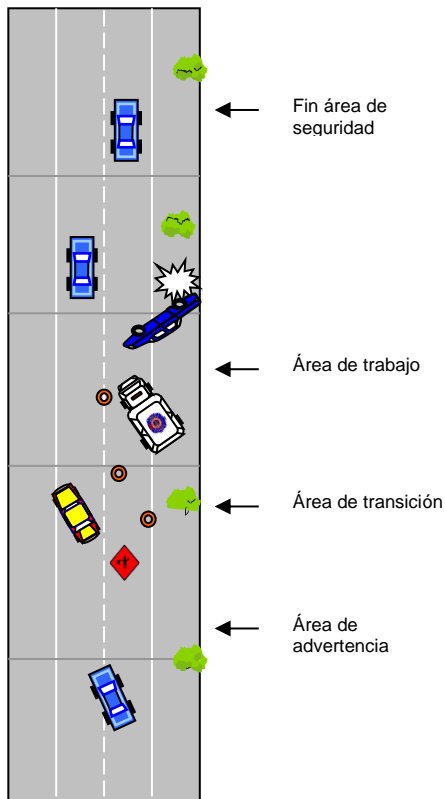 Fin área de
seguridad
Área de trabajo
Área de transición
Área de
advertencia